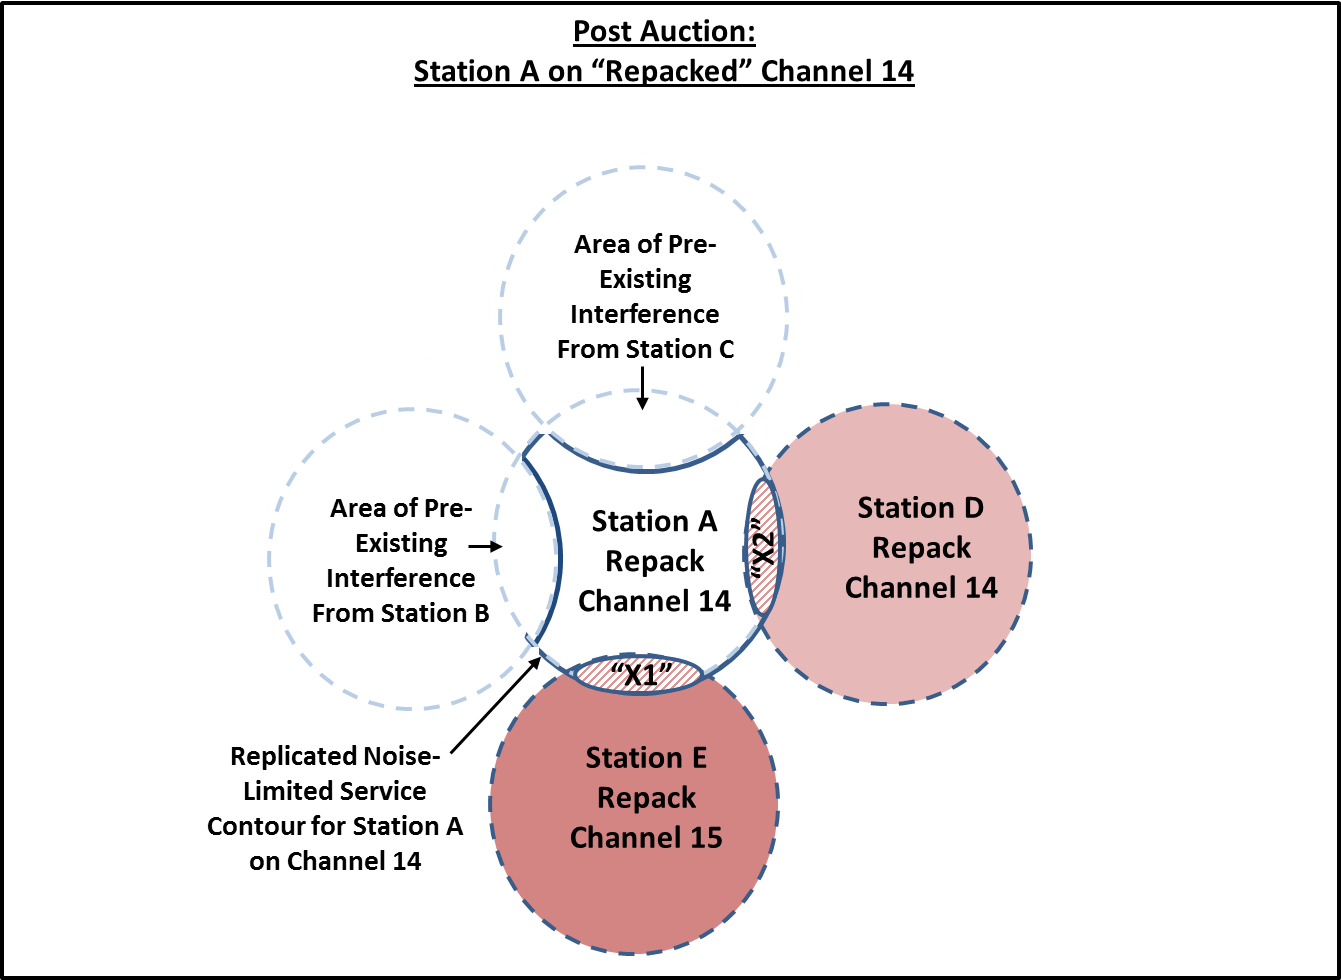 Post Auction:
Station A on “Repacked” Channel 14
Area of Pre-
Existing
Interference
From Station C
Area of Pre-
Existing
Interference
From Station B
Station A
Repack
Channel 14
“X2”
Station D
Repack
Channel 14
“X1”
Replicated Noise-
Limited Service
Contour for Station A
on Channel 14
Station E
Repack
Channel 15